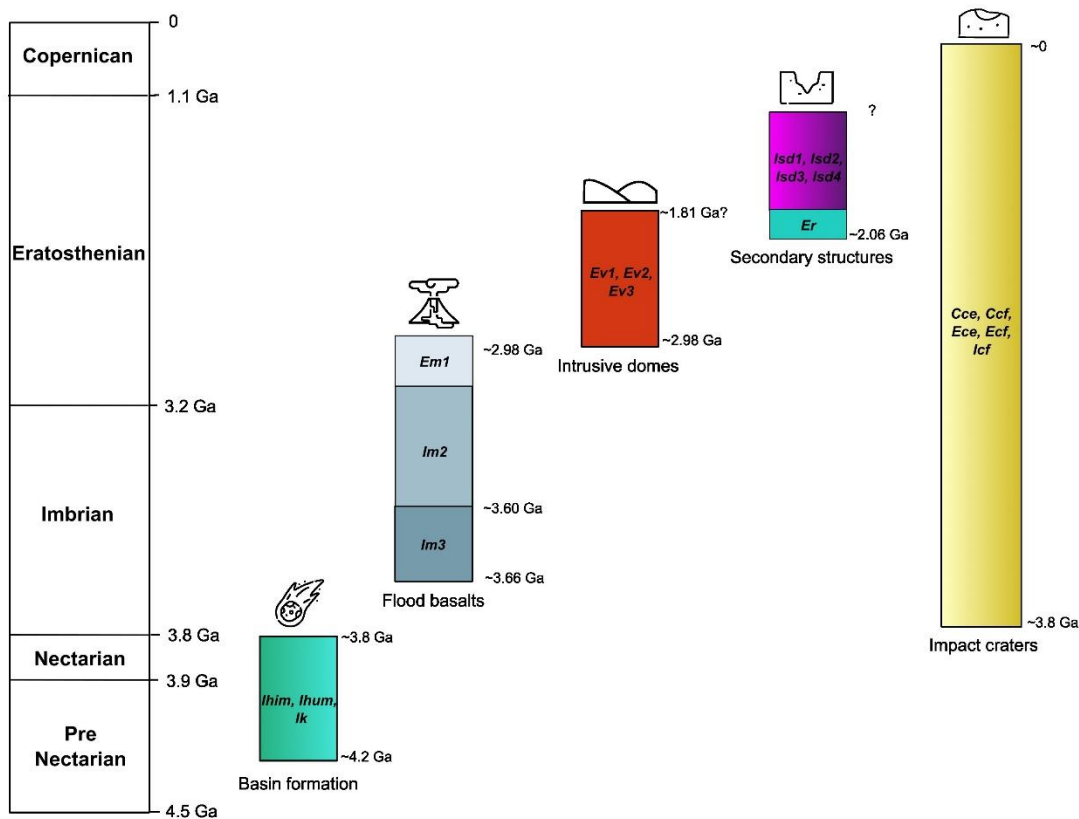 0
Copernican
1.1 Ga
Eratosthenian
3.2 Ga
Imbrian
3.8 Ga
Nectarian
3.9 Ga
Pre
Nectarian
4.5 Ga
~3.8 Ga
Ihim, Ihum,
Ik
~4.2 Ga
Basin formation
Em1
~2.98 Ga
Im2
~3.60 Ga
Im3
~3.66 Ga
Flood basalts
~1.81 Ga?
Ev1, Ev2,
Ev3
~2.98 Ga
Intrusive domes
?
Isd1, Isd2,
Isd3, Isd4
Er
~2.06 Ga
Secondary structures
~0
Cce, Ccf,
Ece, Ecf,
Icf
~3.8 Ga
Impact craters